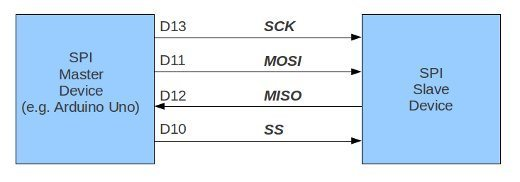 SPI
Master
Device
(e.g. Arduino Uno)
D13 SCK
D11 MOSI
D12 MISO
D10 SS
SPI
Slave
Device